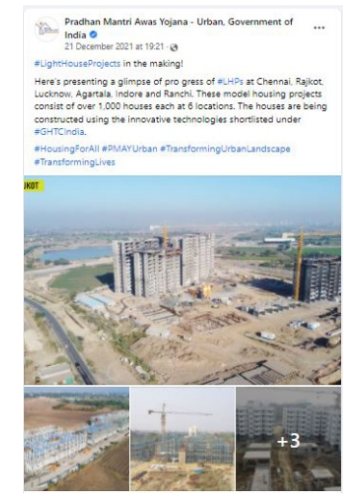 Pradhan Mantri Awas Yojana - Urban, Government of
India
21 December 2021 at 19:21 ·
#LightHouseProjects in the making!
Here's presenting a glimpse of pro gress of #LHPs at Chennai, Rajkot,
Lucknow, Agartala, Indore and Ranchi. These model housing projects
consist of over 1,000 houses each at 6 locations. The houses are being
constructed using the innovative technologies shortlisted under
#GHTCIndia.
#HousingForAll #PMAYUrban #TransformingUrbanLandscape
#TransformingLives
JKOT
+3